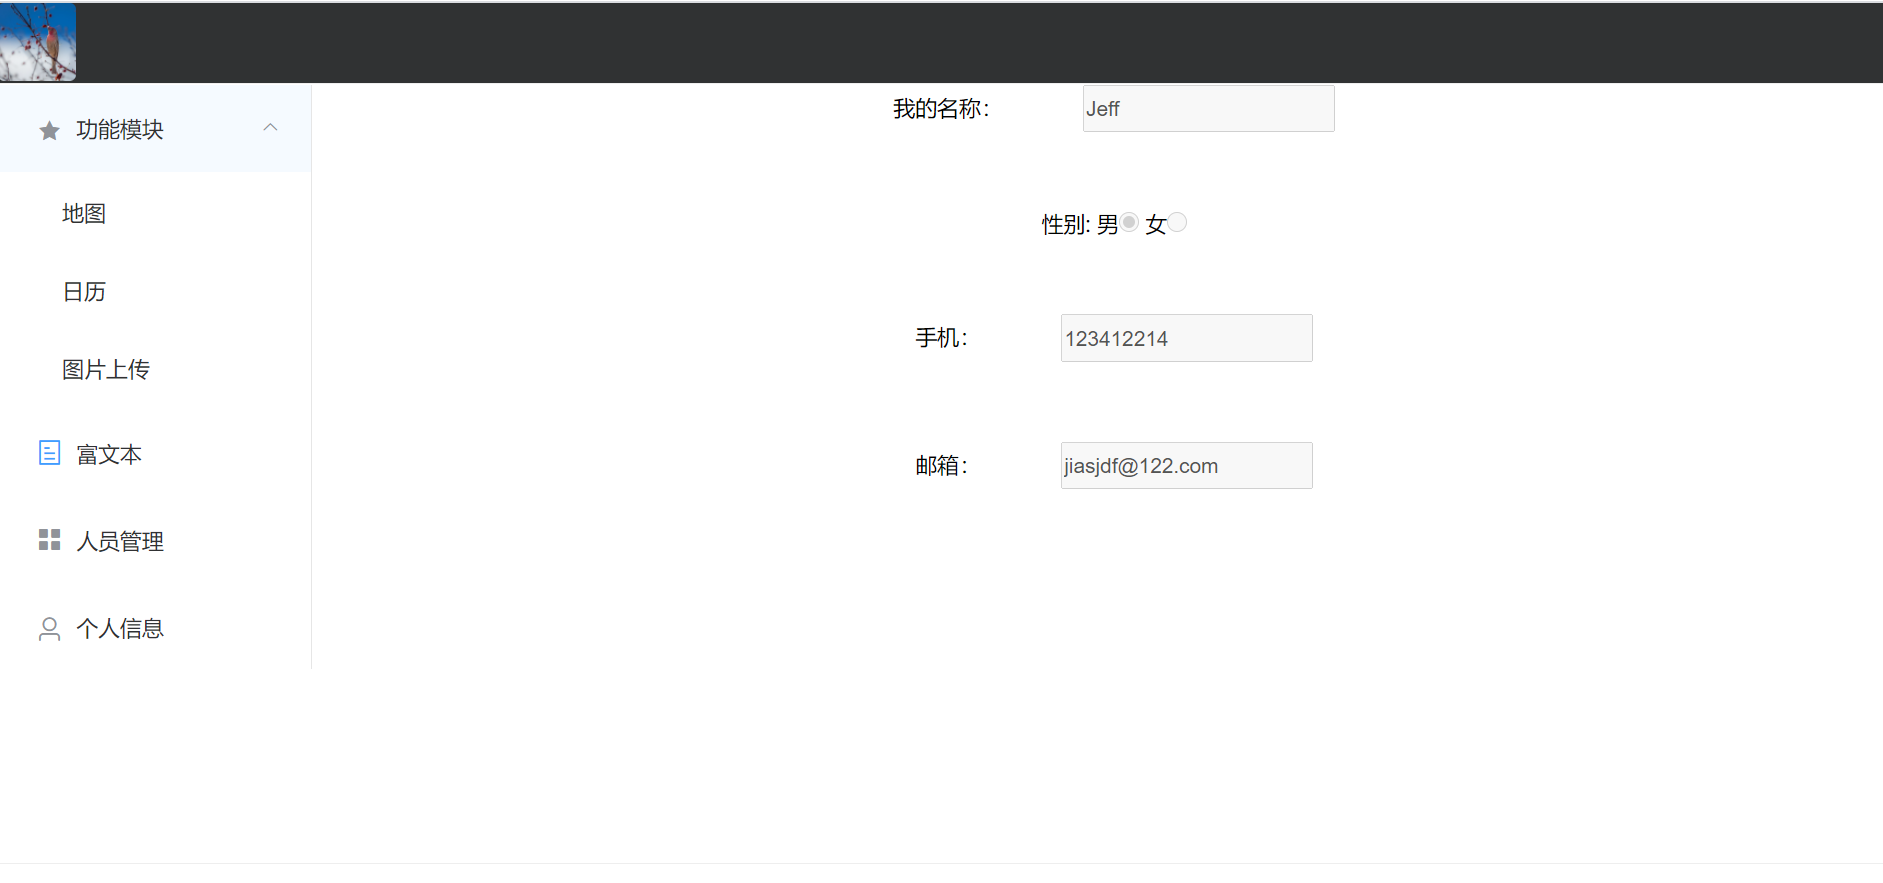 功能模块
地图
日历
图片上传
富文本
人员管理
个人信息
我的名称： Jeff
性别: 男 女
手机： 123412214
邮箱： jiasjdf@122.com